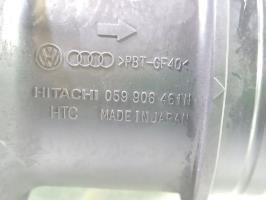 >PBT-GF40<
HITACHI 059 906 461N
HTC MADE IN JAPAN